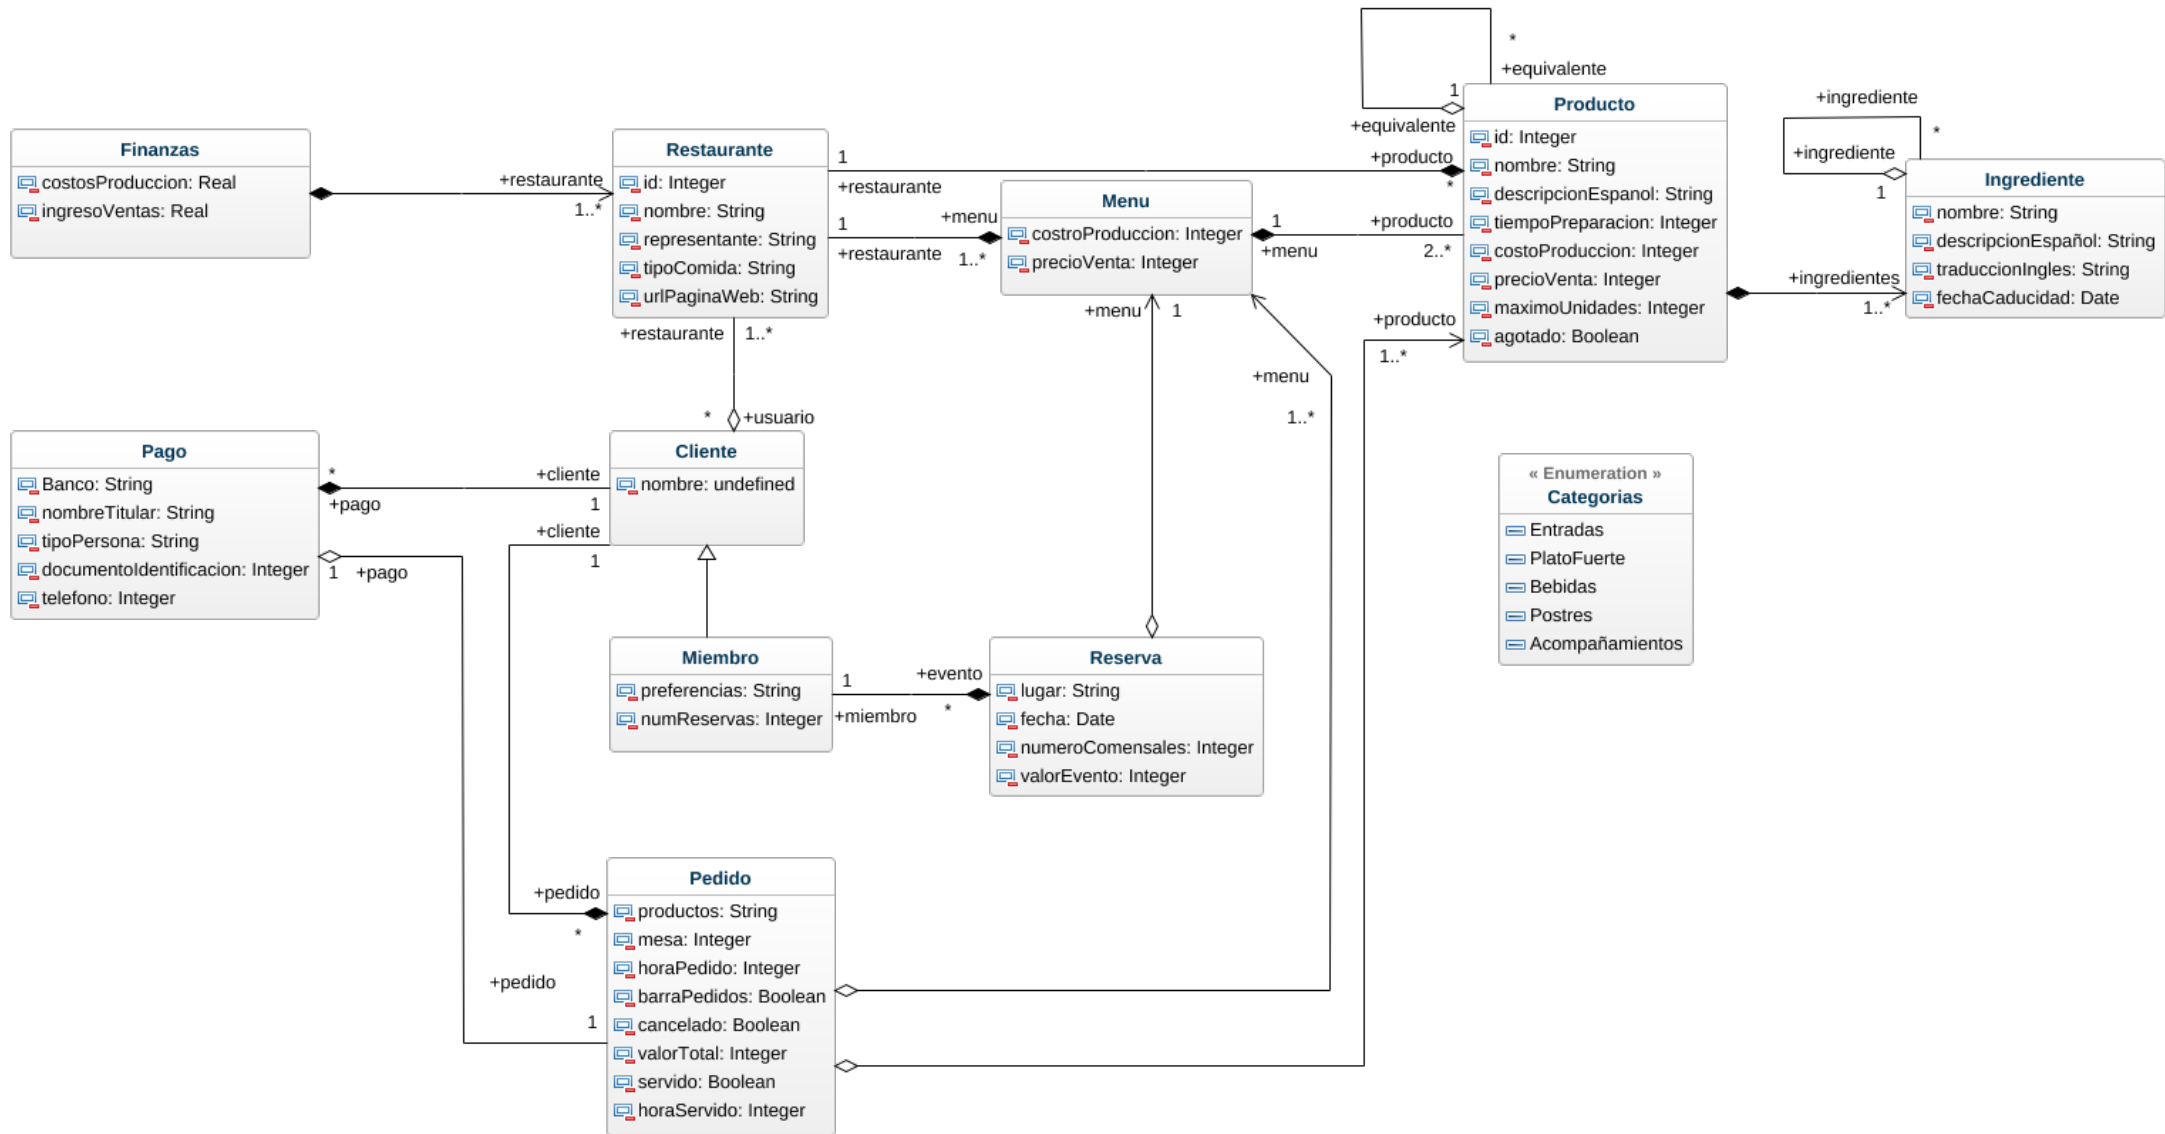 *
+equivalente
1
+equivalente
Producto
id: Integer
nombre: String
descripcionEspanol: String
tiempoPreparacion: Integer
costoProduccion: Integer
precioVenta: Integer
maximoUnidades: Integer
agotado: Boolean
+ingrediente
*
+ingrediente
1
Ingrediente
nombre: String
descripcionEspañol: String
traduccionIngles: String
fechaCaducidad: Date
+ingredientes
1..*
Finanzas
costosProduccion: Real
ingresoVentas: Real
+restaurante
1..*
Restaurante
id: Integer
nombre: String
representante: String
tipoComida: String
urlPaginaWeb: String
1
+restaurante
+producto
*
1
+restaurante
+menu
1..*
Menu
costroProduccion: Integer
precioVenta: Integer
1
+menu
+producto
2..*
+menu
1
+menu
1..*
+producto
1..*
+restaurante
1..*
*
+usuario
Pago
Banco: String
nombreTitular: String
tipoPersona: String
documentoIdentificacion: Integer
telefono: Integer
*
+pago
+cliente
1
1
+pago
Cliente
nombre: undefined
+cliente
1
« Enumeration »
Categorias
Entradas
PlatoFuerte
Bebidas
Postres
Acompañamientos
Miembro
preferencias: String
numReservas: Integer
1
+miembro
+evento
*
Reserva
lugar: String
fecha: Date
numeroComensales: Integer
valorEvento: Integer
+pedido
*
+pedido
1
Pedido
productos: String
mesa: Integer
horaPedido: Integer
barraPedidos: Boolean
cancelado: Boolean
valorTotal: Integer
servido: Boolean
horaServido: Integer